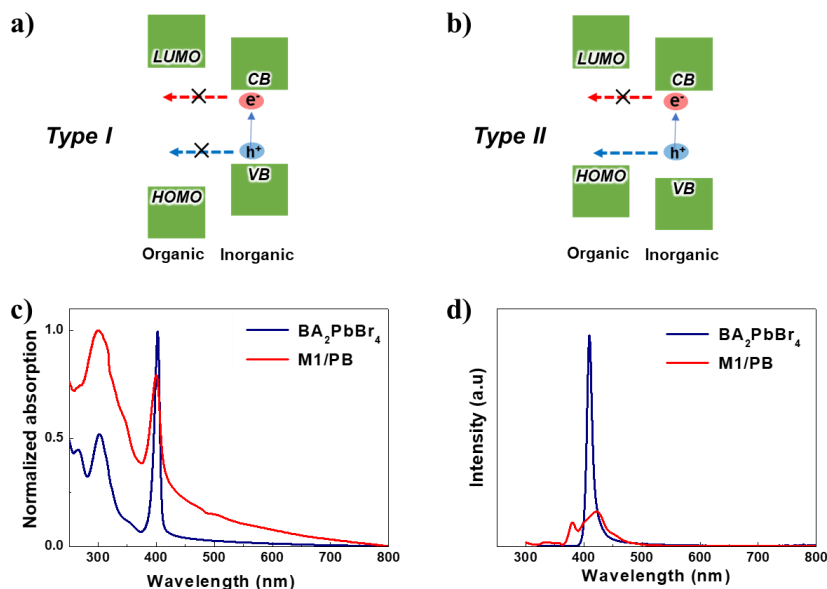 a)
LUMO
CB
e-
Type I
h+
VB
HOMO
Organic
Inorganic
b)
LUMO
CB
e-
Type II
h+
HOMO
VB
Organic
Inorganic
c)
1.0
0.5
0.0
Normalized absorption
BA₂PbBr₄
M1/PB
300 400 500 600 700 800
Wavelength (nm)
d)
Intensity (a.u)
BA₂PbBr₄
M1/PB
300 400 500 600 700 800
Wavelength (nm)